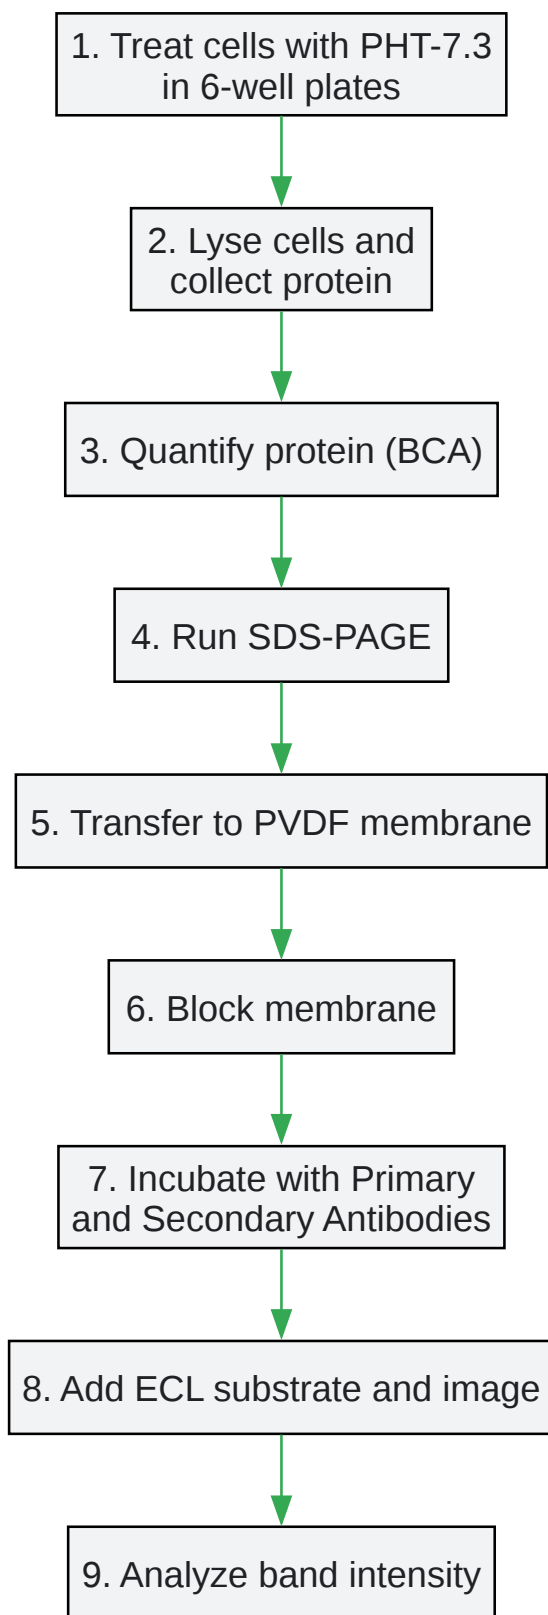 1. Treat cells with PHT-7.3
in 6-well plates
2. Lyse cells and
collect protein
3. Quantify protein (BCA)
4. Run SDS-PAGE
5. Transfer to PVDF membrane
6. Block membrane
7. Incubate with Primary
and Secondary Antibodies
8. Add ECL substrate and image
9. Analyze band intensity